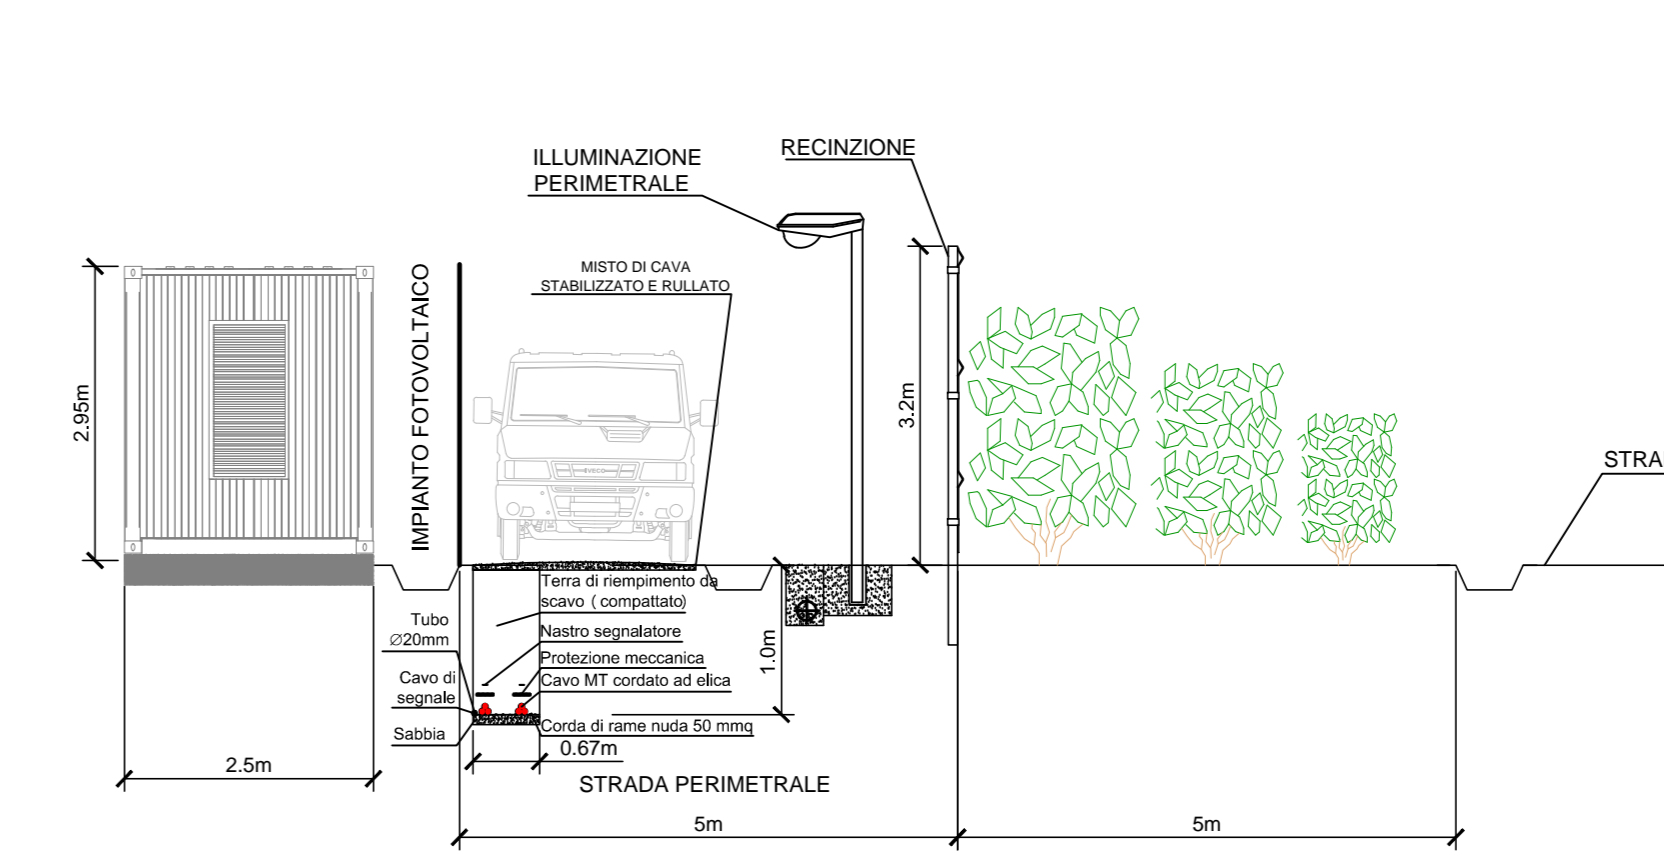 RECINZIONE
ILLUMINAZIONE
PERIMETRALE
MISTO DI CAVA
STABILIZZATO E RULLATO
IMPIANTO FOTOVOLTAICO
2.95m
3.2m
IVECO
STRA
Terra di riempimento da
scavo ( compattato)
Tubo
Ø20mm
Nastro segnalatore
Protezione meccanica
1.0m
Cavo di
segnale
Cavo MT cordato ad elica
Sabbia
Corda di rame nuda 50 mmq
0.67m
2.5m
STRADA PERIMETRALE
5m
5m